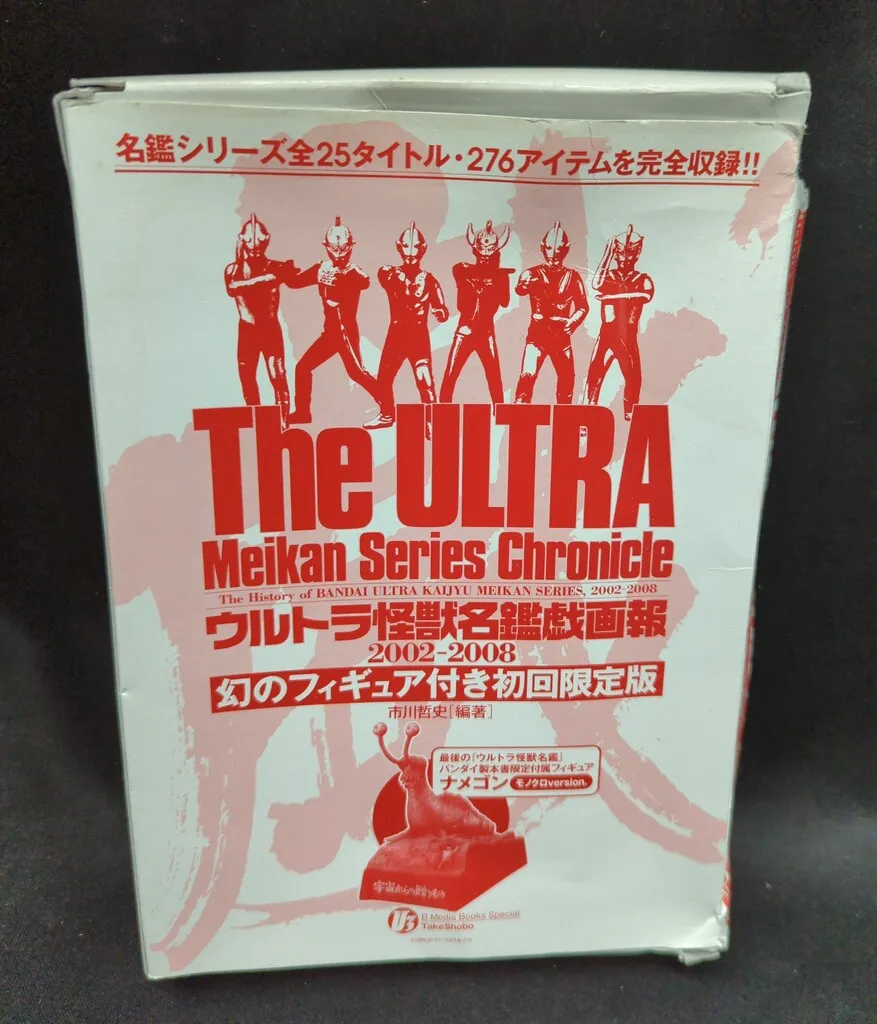 名鑑シリーズ全25タイトル・276アイテムを完全収録!!
The ULTRA
Meikan Series Chronicle
The History of BANDAI ULTRA KAIJYU MEIKAN SERIES, 2002-2008
ウルトラ怪獣名鑑戯画報
2002-2008
幻のフィギュア付き初回限定版
市川哲史[編著]
最後の「ウルトラ怪獣名鑑」
バンダイ製本書限定付属フィギュア
ナメゴン モノクロversion.
宇宙からの贈りもの
B Media Books Special
TakeShobo